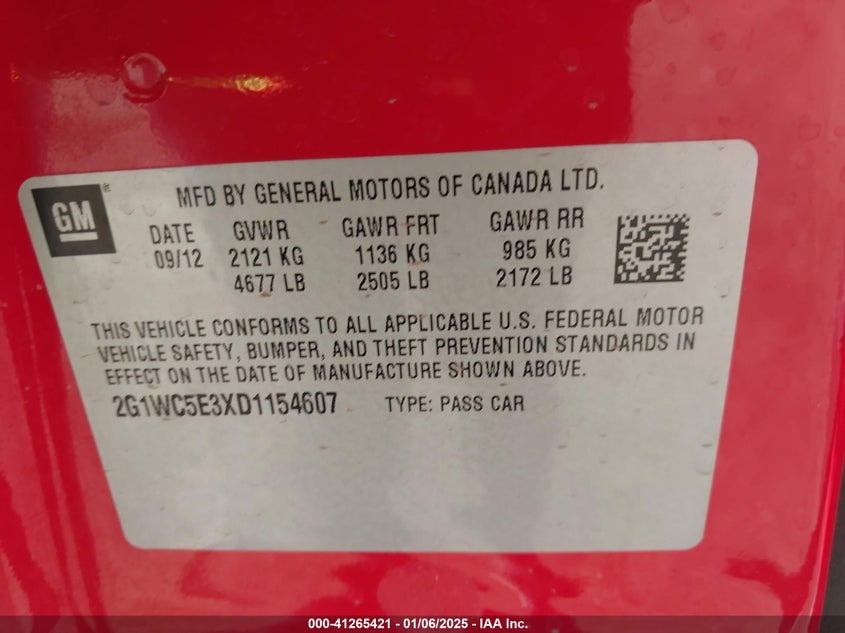 GM®
MFD BY GENERAL MOTORS OF CANADA LTD.
DATE GVWR GAWR FRT GAWR RR
09/12 2121 KG 1136 KG 985 KG
4677 LB 2505 LB 2172 LB
THIS VEHICLE CONFORMS TO ALL APPLICABLE U.S. FEDERAL MOTOR
VEHICLE SAFETY, BUMPER, AND THEFT PREVENTION STANDARDS IN
EFFECT ON THE DATE OF MANUFACTURE SHOWN ABOVE.
2G1WC5E3XD1154607 TYPE: PASS CAR
000-41265421 - 01/06/2025 - IAA Inc.